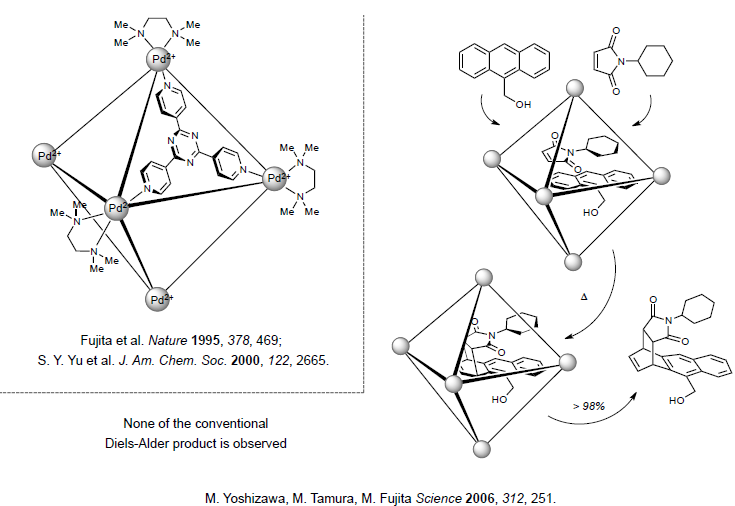 Me
Me
N
N
Me
Me
Pd2+
N
N
N
N
Pd2+
N
N
Pd2+
Me
Me
N
N
Me
Me
Pd2
Me
Me
N
N
Me
Me
Pd2+
Fujita et al. Nature 1995, 378, 469;
S. Y. Yu et al. J. Am. Chem. Soc. 2000, 122, 2665.
None of the conventional
Diels-Alder product is observed
OH
O
N
O
O
N
O
HO
Δ
O
N
O
HO
> 98%
O
N
O
HO
M. Yoshizawa, M. Tamura, M. Fujita Science 2006, 312, 251.